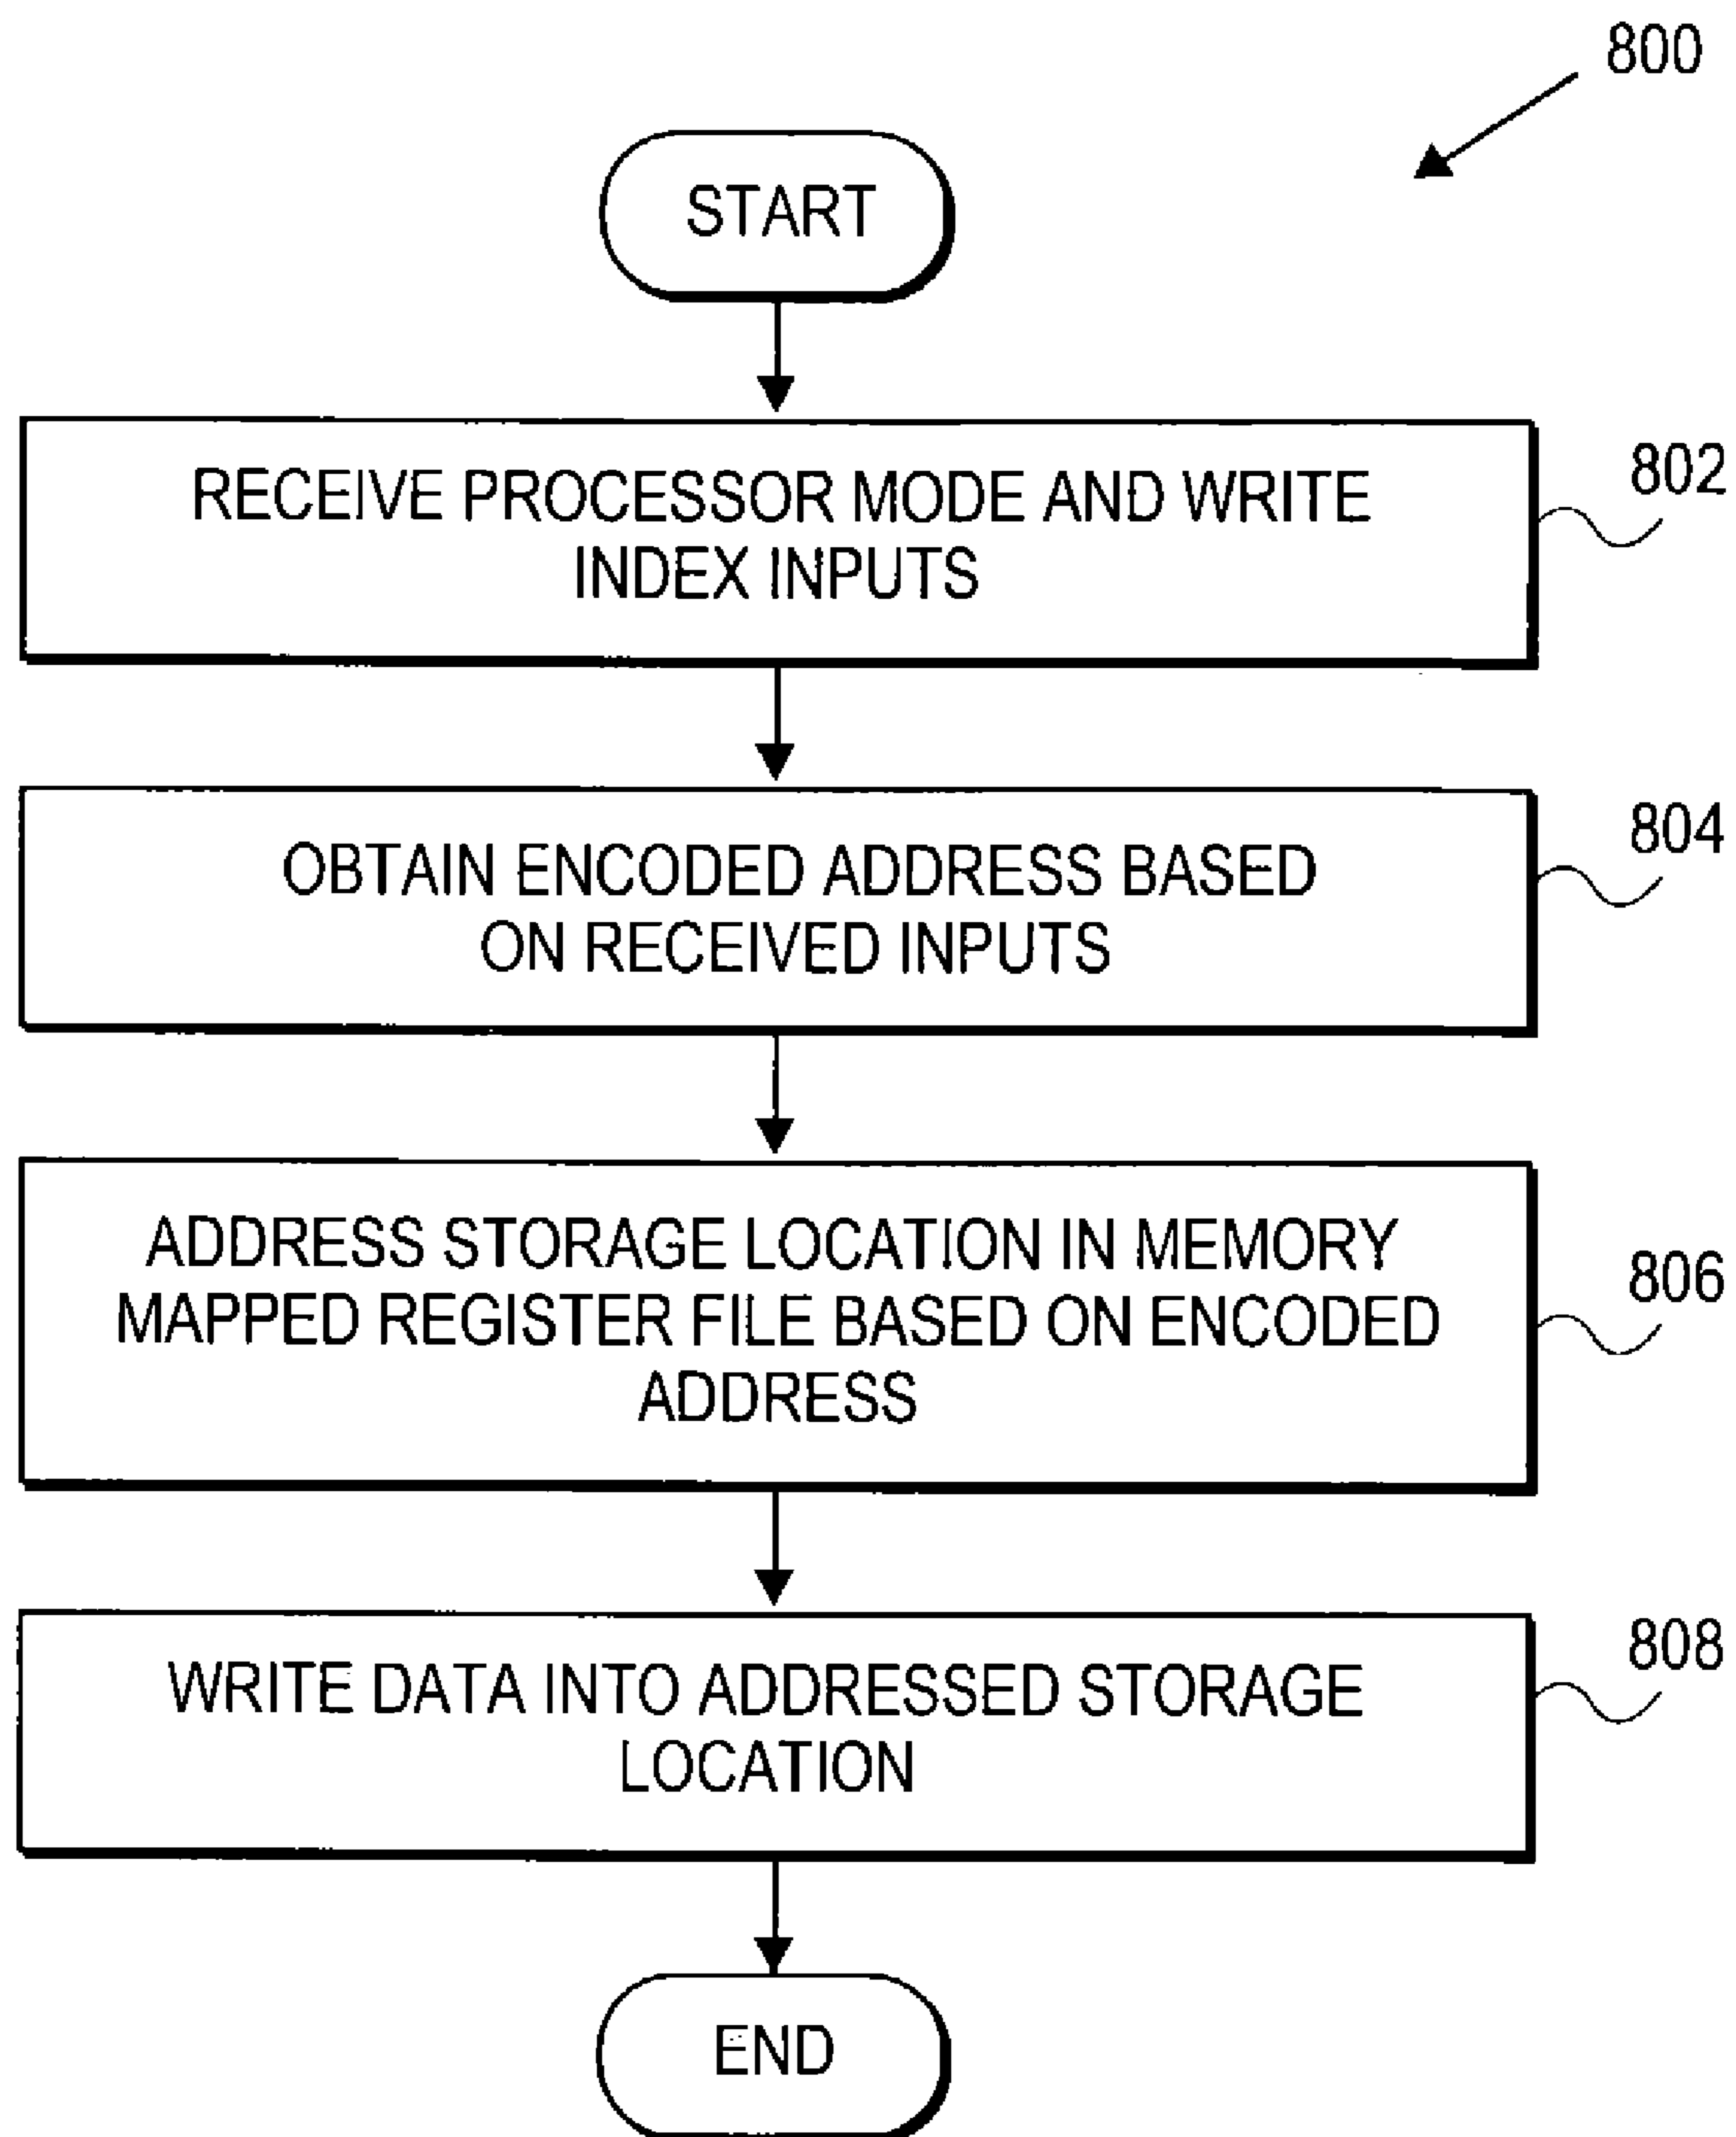 800
START
RECEIVE PROCESSOR MODE AND WRITE
INDEX INPUTS
802
OBTAIN ENCODED ADDRESS BASED
ON RECEIVED INPUTS
804
ADDRESS STORAGE LOCATION IN MEMORY
MAPPED REGISTER FILE BASED ON ENCODED
ADDRESS
806
WRITE DATA INTO ADDRESSED STORAGE
LOCATION
808
END